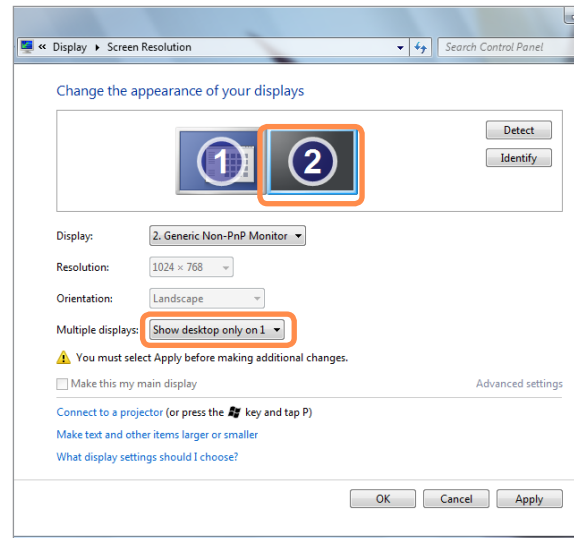 « Display ▸ Screen Resolution
Search Control Panel
Change the appearance of your displays
1
2
Detect
Identify
Display: 2. Generic Non-PnP Monitor
Resolution: 1024 × 768
Orientation: Landscape
Multiple displays: Show desktop only on 1
You must select Apply before making additional changes.
Make this my main display Advanced settings
Connect to a projector (or press the key and tap P)
Make text and other items larger or smaller
What display settings should I choose?
OK Cancel Apply